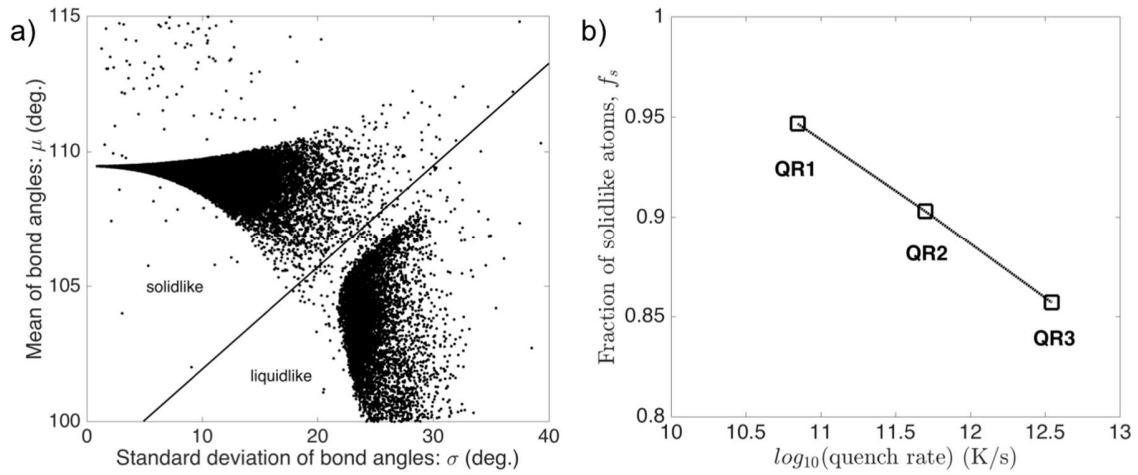 a)
115
110
105
100
Mean of bond angles: μ (deg.)
solidlike
liquidlike
0
10
20
30
40
Standard deviation of bond angles: σ (deg.)
b)
1
0.95
0.9
0.85
0.8
Fraction of solidlike atoms, fₛ
QR1
QR2
QR3
10
10.5
11
11.5
12
12.5
13
log₁₀(quench rate) (K/s)